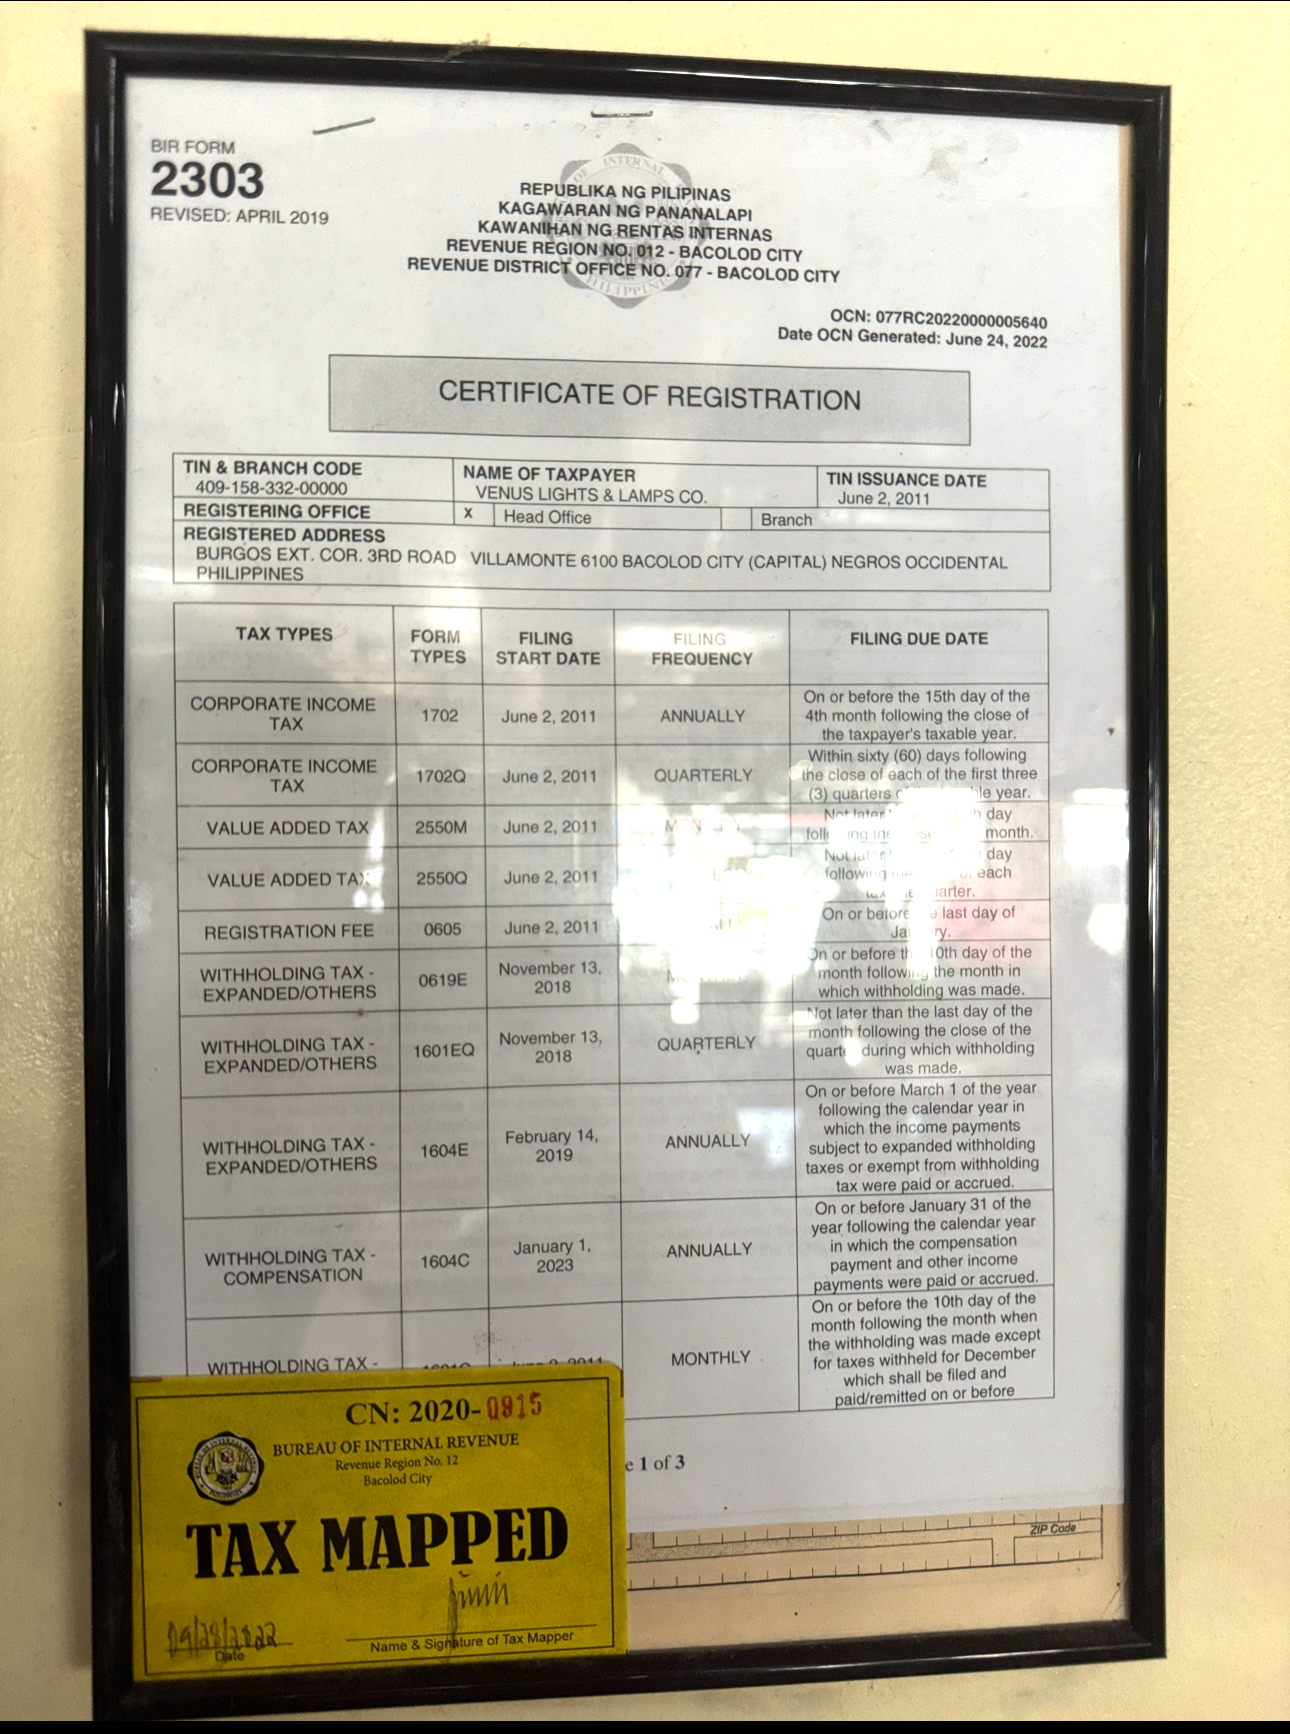 BIR FORM
2303
REVISED: APRIL 2019
REPUBLIKA NG PILIPINAS
KAGAWARAN NG PANANALAPI
KAWANIHAN NG RENTAS INTERNAS
REVENUE REGION NO. 012 - BACOLOD CITY
REVENUE DISTRICT OFFICE NO. 077 - BACOLOD CITY
OCN: 077RC20220000005640
Date OCN Generated: June 24, 2022
CERTIFICATE OF REGISTRATION
TIN & BRANCH CODE
409-158-332-00000
NAME OF TAXPAYER
VENUS LIGHTS & LAMPS CO.
TIN ISSUANCE DATE
June 2, 2011
REGISTERING OFFICE X Head Office Branch
REGISTERED ADDRESS
BURGOS EXT. COR. 3RD ROAD VILLAMONTE 6100 BACOLOD CITY (CAPITAL) NEGROS OCCIDENTAL
PHILIPPINES
TAX TYPES
FORM
TYPES
FILING
START DATE
FILING
FREQUENCY
FILING DUE DATE
CORPORATE INCOME
TAX
1702
June 2, 2011
ANNUALLY
On or before the 15th day of the
4th month following the close of
the taxpayer's taxable year.
CORPORATE INCOME
TAX
1702Q
June 2, 2011
QUARTERLY
Within sixty (60) days following
the close of each of the first three
(3) quarters year.
VALUE ADDED TAX
2550M
June 2, 2011
Not later day
month.
VALUE ADDED TAX
2550Q
June 2, 2011
Not later day
following each
REGISTRATION FEE
0605
June 2, 2011
On or before last day of
WITHHOLDING TAX -
EXPANDED/OTHERS
0619E
November 13,
2018
On or before day of the
month following the month in
which withholding was made.
WITHHOLDING TAX -
EXPANDED/OTHERS
1601EQ
November 13,
2018
QUARTERLY
Not later than the last day of the
month following the close of the
during which withholding
was made.
WITHHOLDING TAX -
EXPANDED/OTHERS
1604E
February 14,
2019
ANNUALLY
On or before March 1 of the year
following the calendar year in
which the income payments
subject to expanded withholding
taxes or exempt from withholding
tax were paid or accrued.
WITHHOLDING TAX -
COMPENSATION
1604C
January 1,
2023
ANNUALLY
On or before January 31 of the
year following the calendar year
in which the compensation
payment and other income
payments were paid or accrued.
WITHHOLDING TAX -
MONTHLY
On or before the 10th day of the
month following the month when
the withholding was made except
for taxes withheld for December
which shall be filed and
paid/remitted on or before
1 of 3
CN: 2020-0915
BUREAU OF INTERNAL REVENUE
Revenue Region No. 12
Bacolod City
TAX MAPPED
09/28/2022
Date
Name & Signature of Tax Mapper
ZIP Code